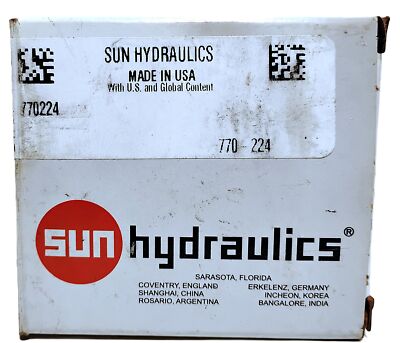 SUN HYDRAULICS
MADE IN USA
With U.S. and Global Content
770224
770-224
sun hydraulics®
SARASOTA, FLORIDA
COVENTRY, ENGLAND ERKELENZ, GERMANY
SHANGHAI, CHINA INCHEON, KOREA
ROSARIO, ARGENTINA BANGALORE, INDIA